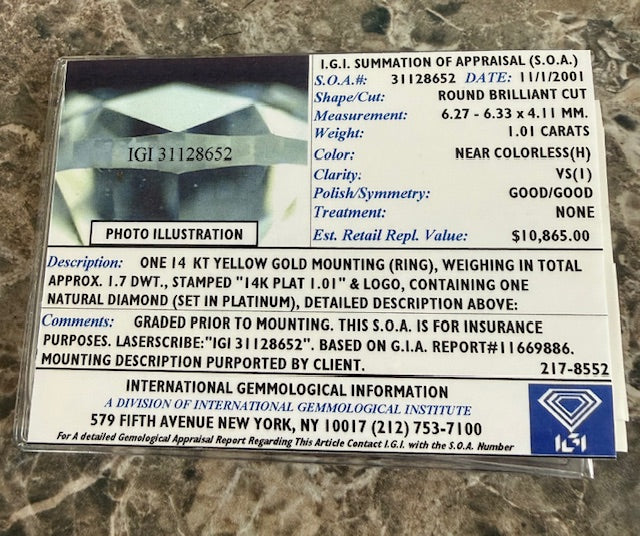 I.G.I. SUMMATION OF APPRAISAL (S.O.A.)
S.O.A.#: 31128652 DATE: 11/1/2001
Shape/Cut: ROUND BRILLIANT CUT
Measurement: 6.27 - 6.33 x 4.11 MM.
Weight: 1.01 CARATS
Color: NEAR COLORLESS(H)
Clarity: VS(1)
Polish/Symmetry: GOOD/GOOD
Treatment: NONE
Est. Retail Repl. Value: $10,865.00
IGI 31128652
PHOTO ILLUSTRATION
Description: ONE 14 KT YELLOW GOLD MOUNTING (RING), WEIGHING IN TOTAL
APPROX. 1.7 DWT., STAMPED "14K PLAT 1.01" & LOGO, CONTAINING ONE
NATURAL DIAMOND (SET IN PLATINUM), DETAILED DESCRIPTION ABOVE:
Comments: GRADED PRIOR TO MOUNTING. THIS S.O.A. IS FOR INSURANCE
PURPOSES. LASERSCRIBE:"IGI 31128652". BASED ON G.I.A. REPORT#11669886.
MOUNTING DESCRIPTION PURPORTED BY CLIENT. 217-8552
INTERNATIONAL GEMMOLOGICAL INFORMATION
A DIVISION OF INTERNATIONAL GEMMOLOGICAL INSTITUTE
579 FIFTH AVENUE NEW YORK, NY 10017 (212) 753-7100
For A detailed Gemological Appraisal Report Regarding This Article Contact I.G.I. with the S.O.A. Number
IGI